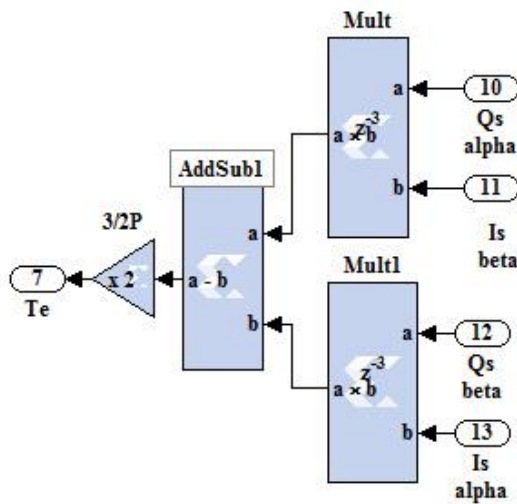 Mult
a
z-3
a × b
b
10
Qs
alpha
11
Is
beta
AddSub1
a
a - b
b
3/2P
x 2
7
Te
Mult1
a
z-3
a × b
b
12
Qs
beta
13
Is
alpha